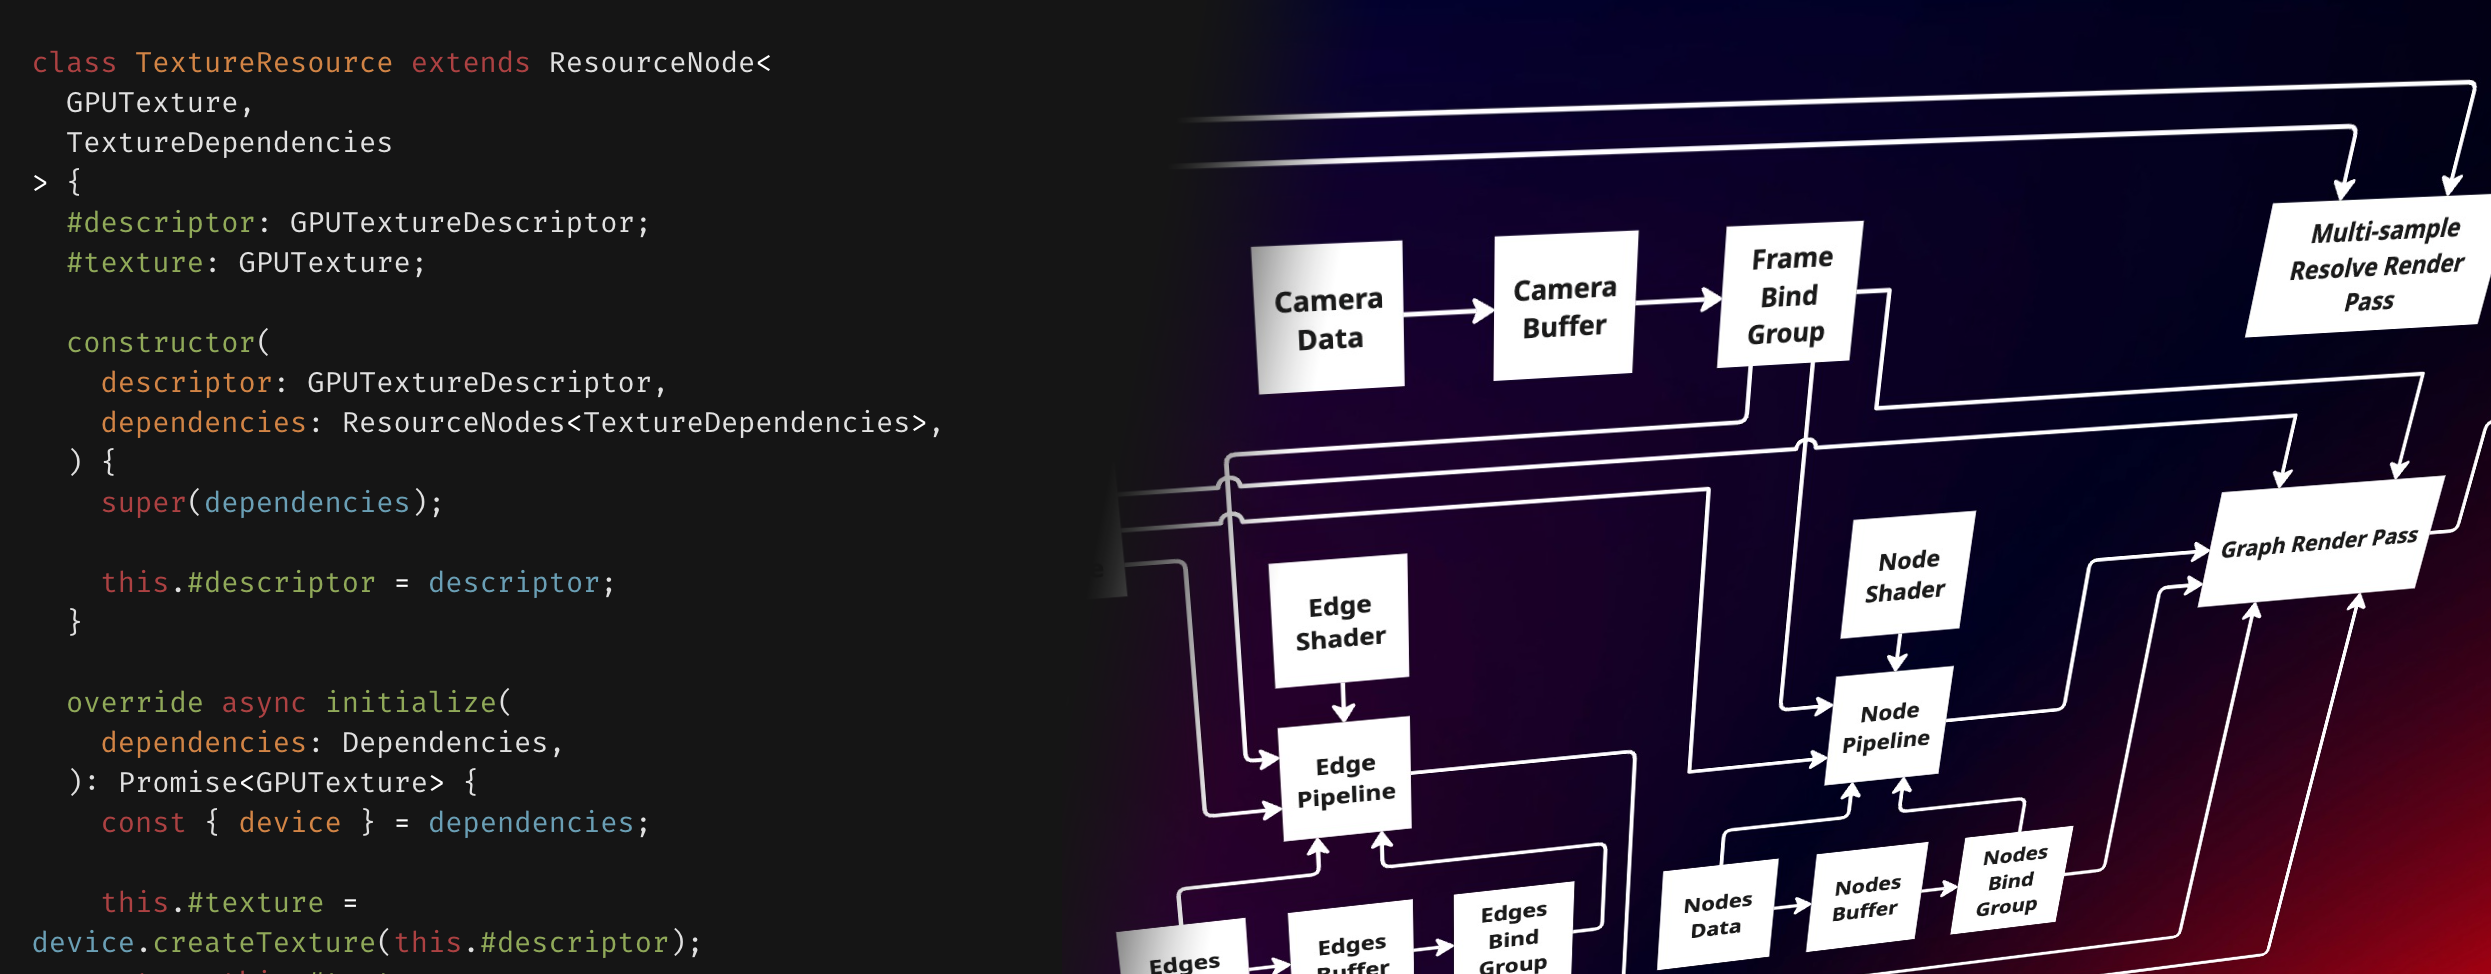 class TextureResource extends ResourceNode<
GPUTexture,
TextureDependencies
> {
#descriptor: GPUTextureDescriptor;
#texture: GPUTexture;
constructor(
descriptor: GPUTextureDescriptor,
dependencies: ResourceNodes<TextureDependencies>,
) {
super(dependencies);
this.#descriptor = descriptor;
}
override async initialize(
dependencies: Dependencies,
): Promise<GPUTexture> {
const { device } = dependencies;
this.#texture =
device.createTexture(this.#descriptor);
Multi-sample
Resolve Render
Pass
Camera
Data
Camera
Buffer
Frame
Bind
Group
Graph Render Pass
Edge
Shader
Node
Shader
Edge
Pipeline
Node
Pipeline
Edges
Edges
Buffer
Edges
Bind
Group
Nodes
Data
Nodes
Buffer
Nodes
Bind
Group